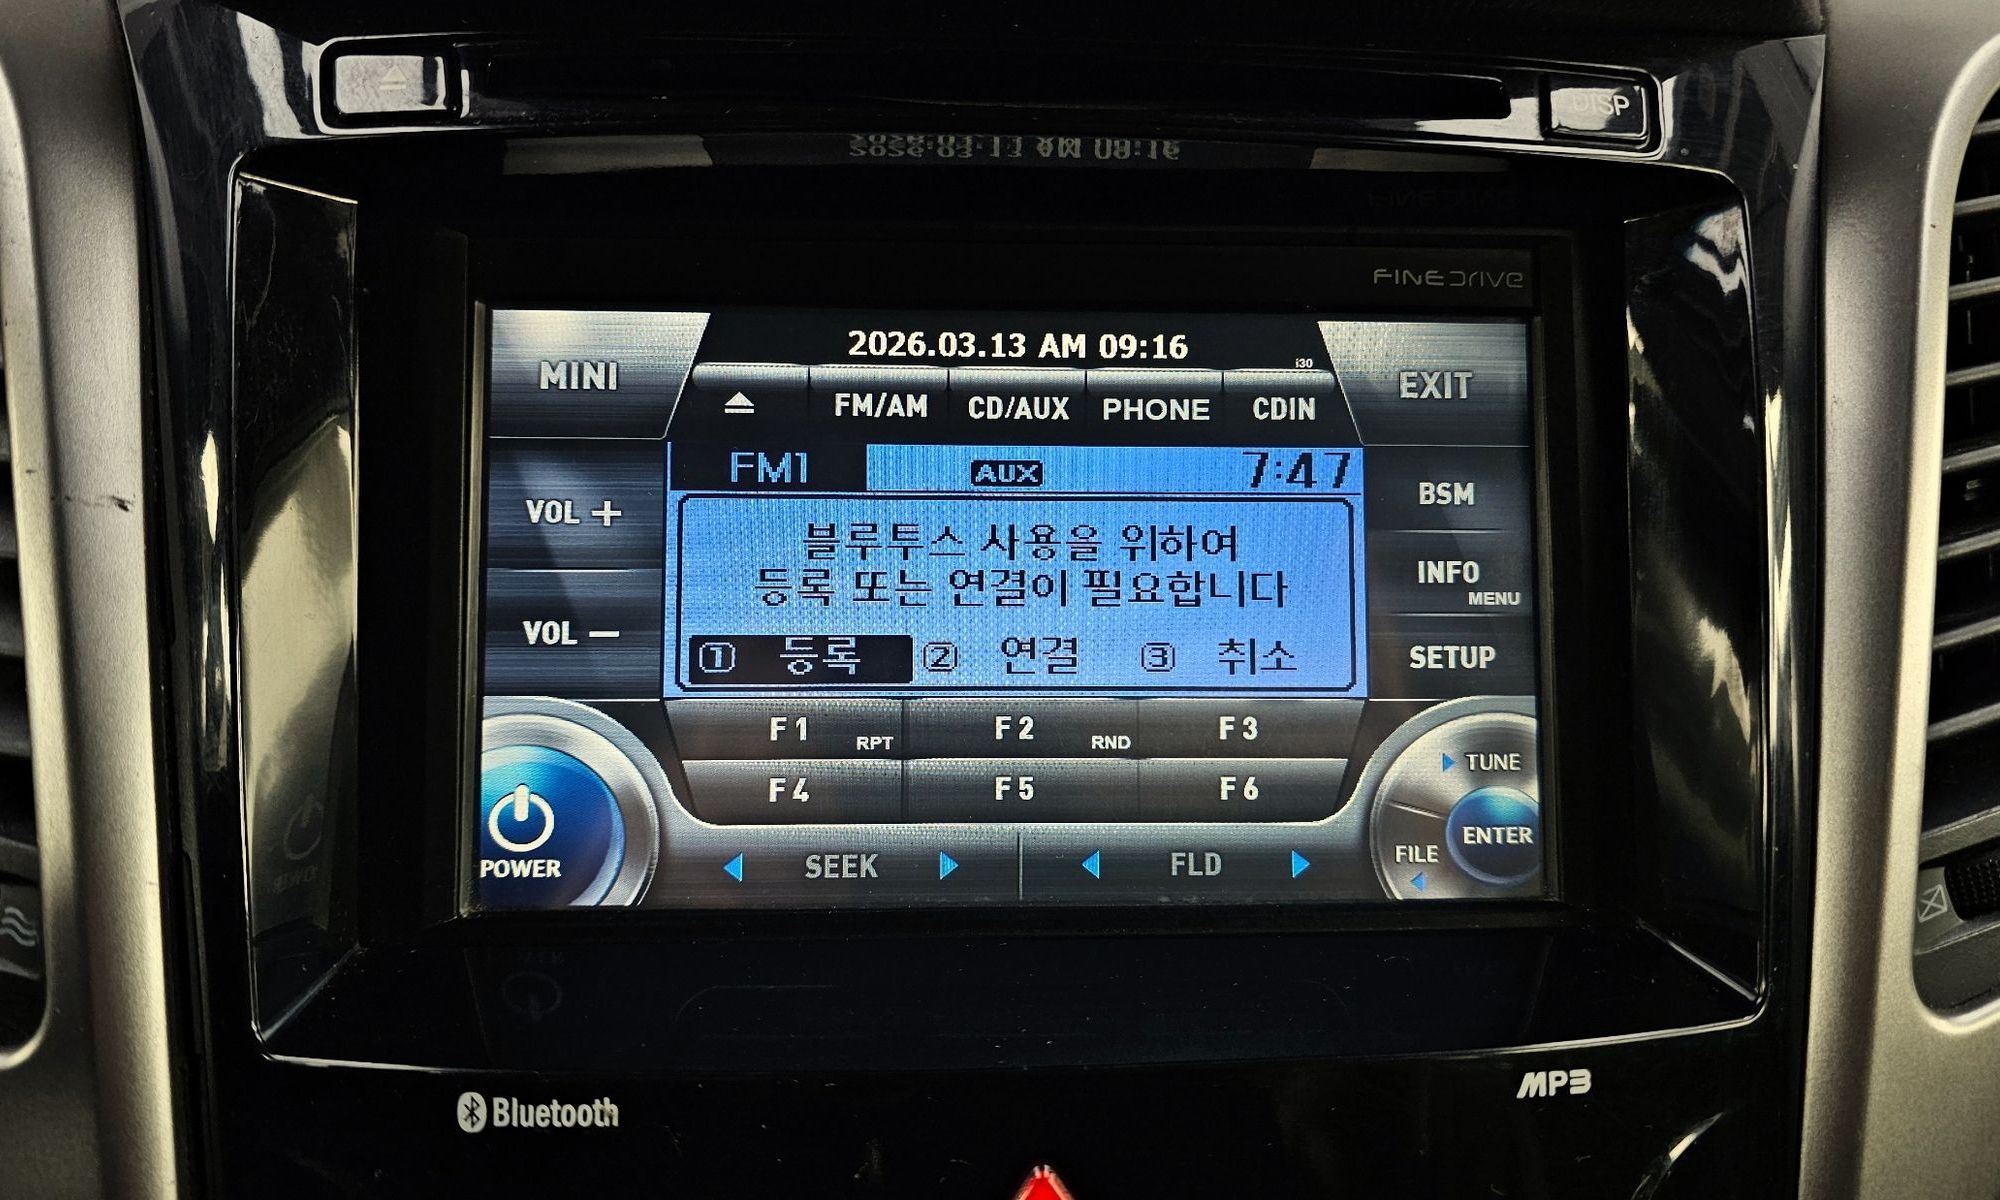 DISP
FINEDRIVE
2026.03.13 AM 09:16
MINI
i30
EXIT
FM/AM
CD/AUX
PHONE
CDIN
FM1
AUX
7:47
VOL +
BSM
블루투스 사용을 위하여
등록 또는 연결이 필요합니다
INFO
MENU
VOL –
① 등록 ② 연결 ③ 취소
SETUP
F1 RPT
F2 RND
F3
F4
F5
F6
TUNE
ENTER
FILE
POWER
SEEK
FLD
Bluetooth
MP3